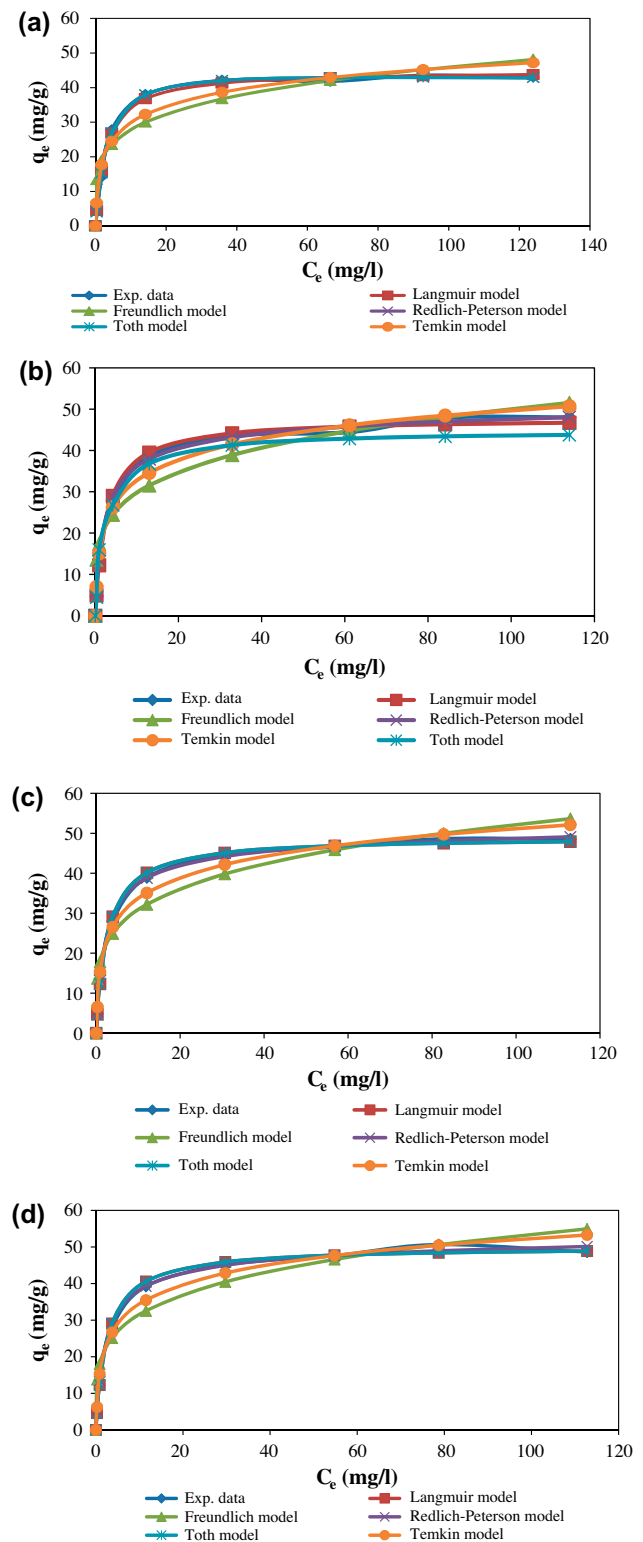 (a)
60
50
40
30
20
10
0
qe (mg/g)
0 20 40 60 80 100 120 140
Ce (mg/l)
Exp. data Langmuir model
Freundlich model Redlich-Peterson model
Toth model Temkin model
(b)
60
50
40
30
20
10
0
qe (mg/g)
0 20 40 60 80 100 120
Ce (mg/l)
Exp. data Langmuir model
Freundlich model Redlich-Peterson model
Temkin model Toth model
(c)
60
50
40
30
20
10
0
qe (mg/g)
0 20 40 60 80 100 120
Ce (mg/l)
Exp. data Langmuir model
Freundlich model Redlich-Peterson model
Toth model Temkin model
(d)
60
50
40
30
20
10
0
qe (mg/g)
0 20 40 60 80 100 120
Ce (mg/l)
Exp. data Langmuir model
Freundlich model Redlich-Peterson model
Toth model Temkin model